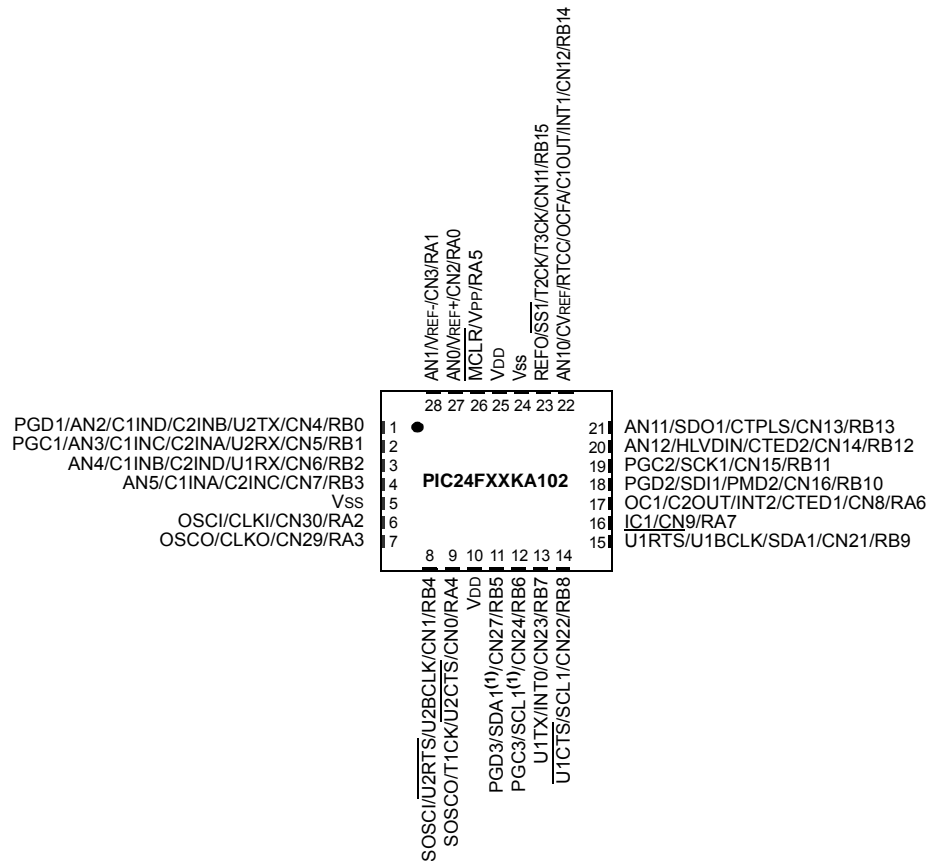 AN1/VREF-/CN3/RA1
AN0/VREF+/CN2/RA0
MCLR/VPP/RA5
VDD
Vss
REFO/SS1/T2CK/T3CK/CN11/RB15
AN10/CVREF/RTCC/OCFA/C1OUT/INT1/CN12/RB14
28 27 26 25 24 23 22
PGD1/AN2/C1IND/C2INB/U2TX/CN4/RB0 1
PGC1/AN3/C1INC/C2INA/U2RX/CN5/RB1 2
AN4/C1INB/C2IND/U1RX/CN6/RB2 3
AN5/C1INA/C2INC/CN7/RB3 4
VSS 5
OSCI/CLKI/CN30/RA2 6
OSCO/CLKO/CN29/RA3 7
PIC24FXXKA102
21 AN11/SDO1/CTPLS/CN13/RB13
20 AN12/HLVDIN/CTED2/CN14/RB12
19 PGC2/SCK1/CN15/RB11
18 PGD2/SDI1/PMD2/CN16/RB10
17 OC1/C2OUT/INT2/CTED1/CN8/RA6
16 IC1/CN9/RA7
15 U1RTS/U1BCLK/SDA1/CN21/RB9
8 9 10 11 12 13 14
SOSCI/U2RTS/U2BCLK/CN1/RB4
SOSCO/T1CK/U2CTS/CN0/RA4
VDD
PGD3/SDA1(1)/CN27/RB5
PGC3/SCL1(1)/CN24/RB6
U1TX/INT0/CN23/RB7
U1CTS/SCL1/CN22/RB8